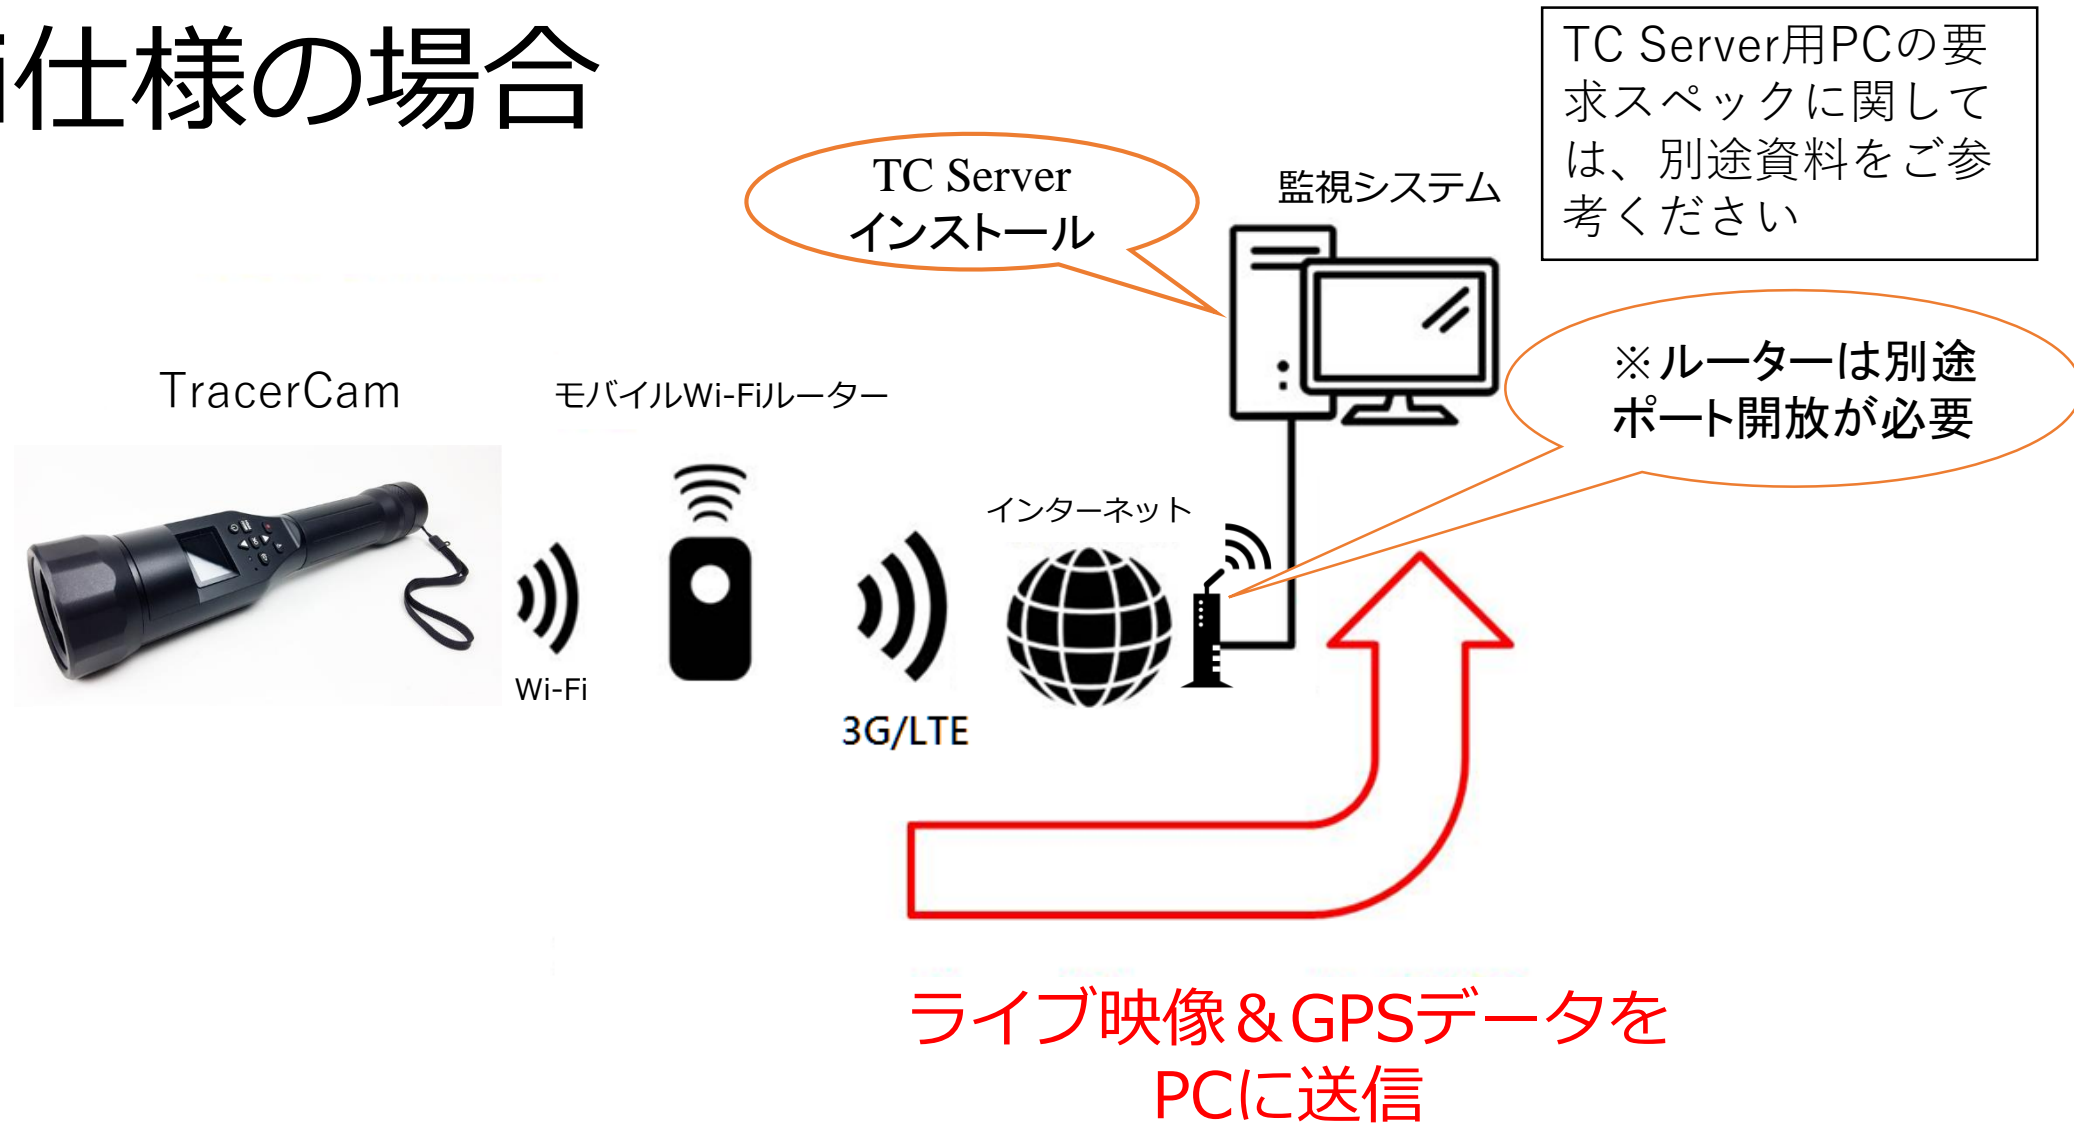 仕様の場合
TC Server用PCの要
求スペックに関して
は、別途資料をご参
考ください
TC Server
インストール
監視システム
※ルーターは別途
ポート開放が必要
TracerCam
モバイルWi-Fiルーター
インターネット
Wi-Fi
3G/LTE
ライブ映像＆GPSデータを
PCに送信